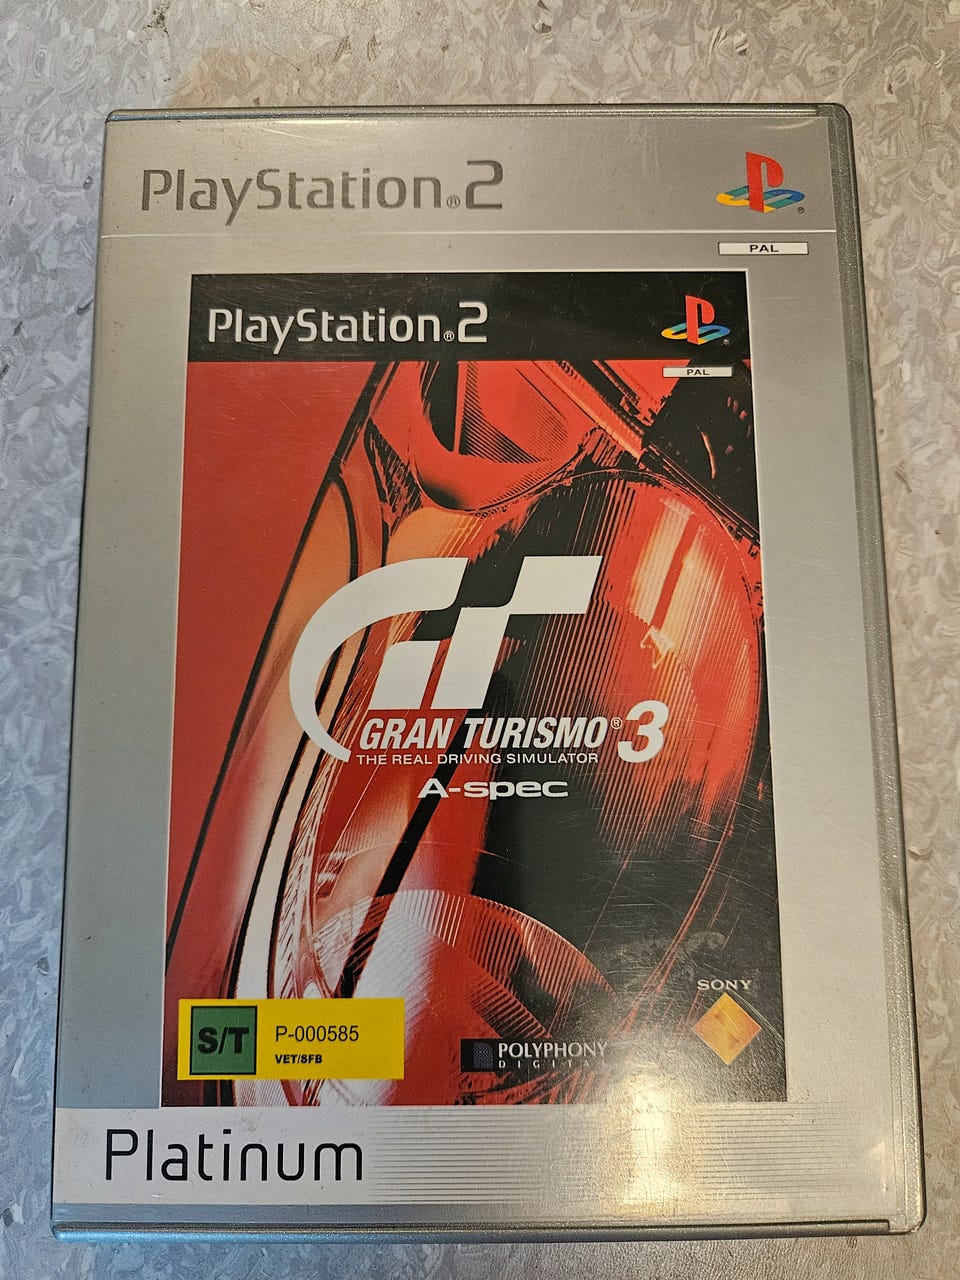 PlayStation®2
PAL
PlayStation®2
PAL
GRAN TURISMO® 3
THE REAL DRIVING SIMULATOR
A-spec
SONY
S/T P-000585
VET/SFB
POLYPHONY
DIGITAL
Platinum